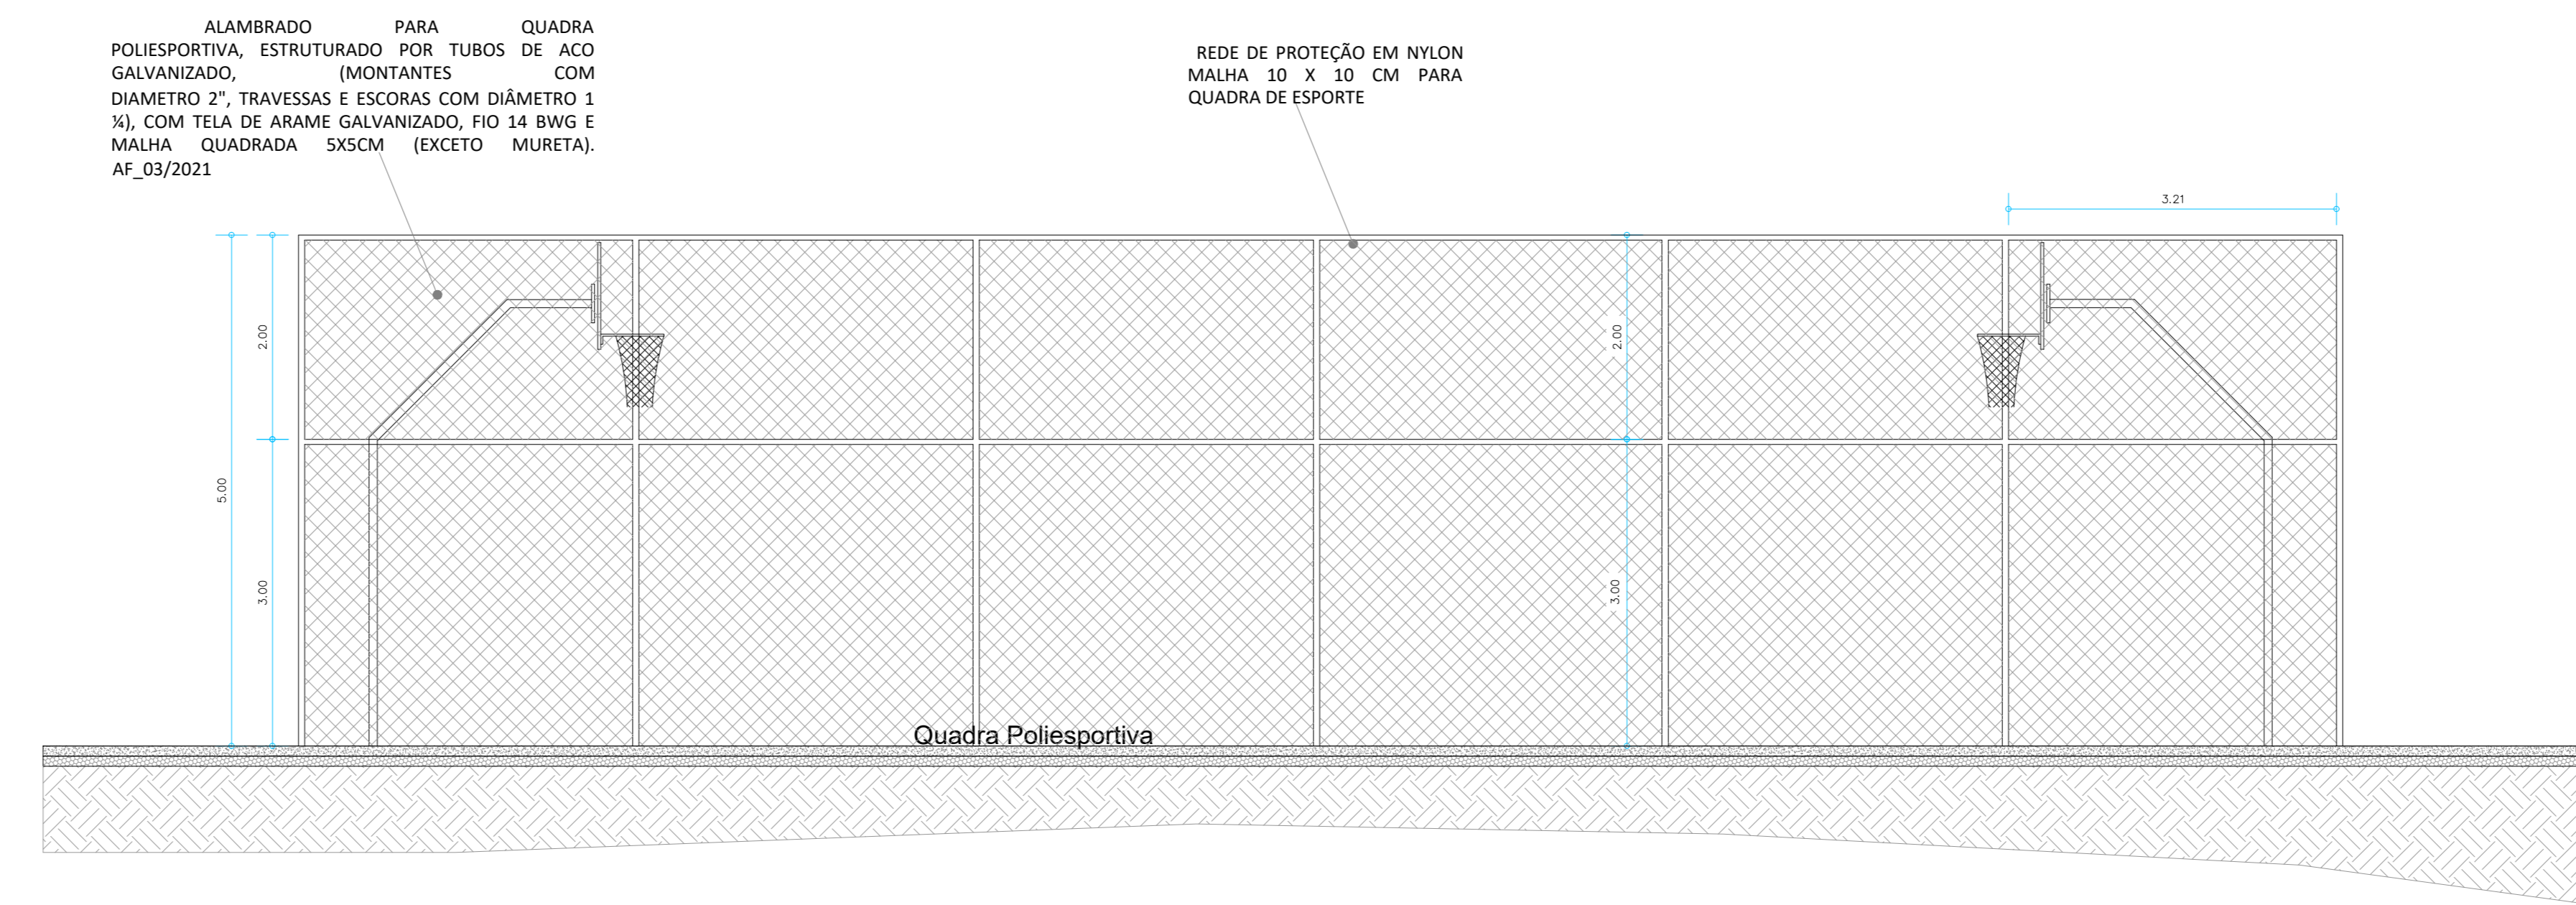 ALAMBRADO PARA QUADRA
POLIESPORTIVA, ESTRUTURADO POR TUBOS DE ACO
GALVANIZADO, (MONTANTES COM
DIAMETRO 2", TRAVESSAS E ESCORAS COM DIÂMETRO 1
¼), COM TELA DE ARAME GALVANIZADO, FIO 14 BWG E
MALHA QUADRADA 5X5CM (EXCETO MURETA).
AF_03/2021
REDE DE PROTEÇÃO EM NYLON
MALHA 10 X 10 CM PARA
QUADRA DE ESPORTE
3.21
2.00
2.00
5.00
3.00
3.00
Quadra Poliesportiva